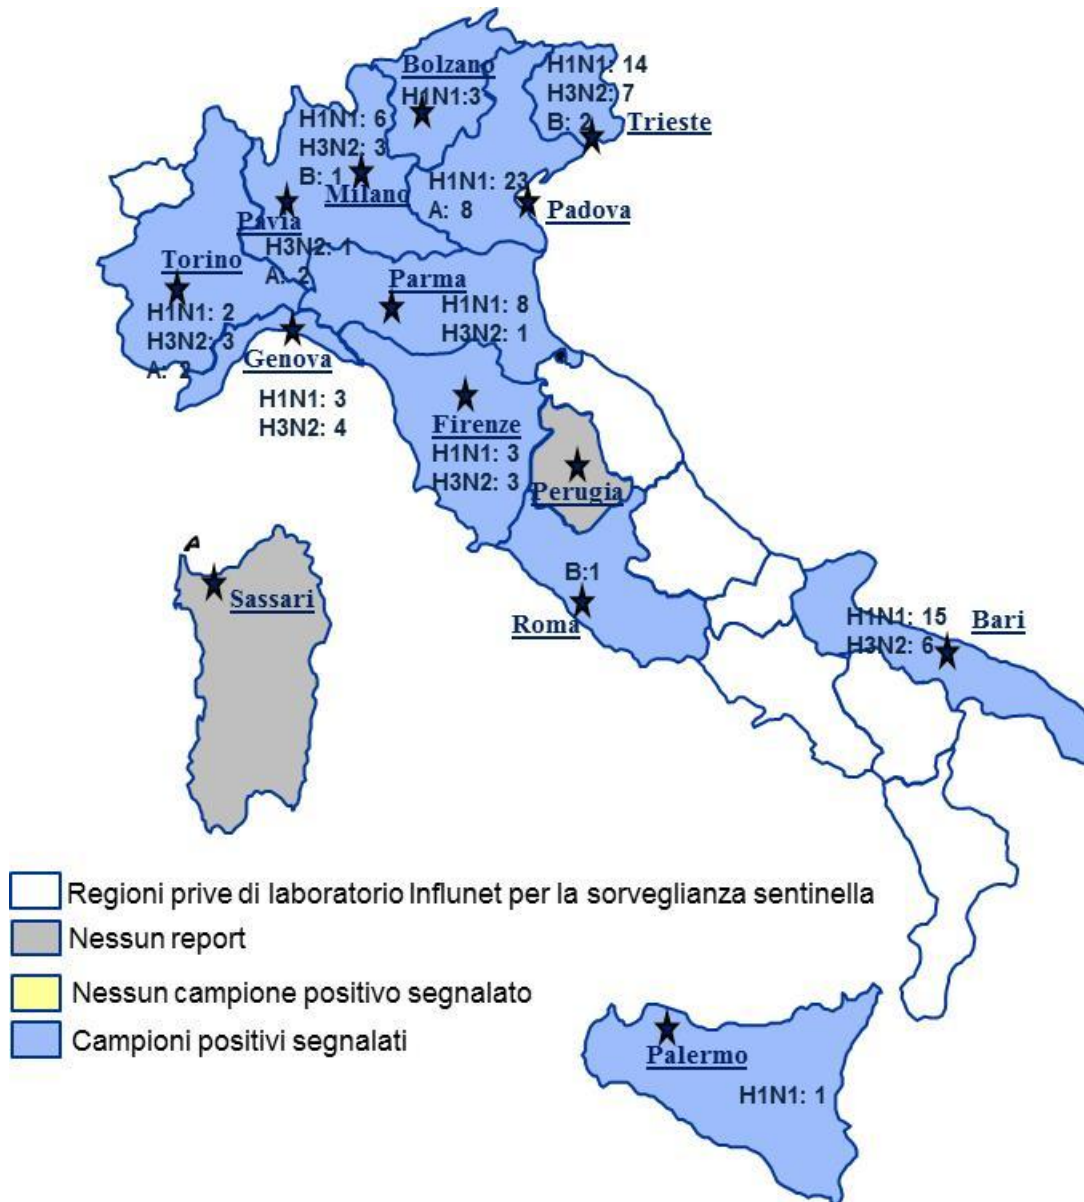 Bolzano
H1N1:3
H1N1: 14
H3N2: 7
B: 2
Trieste
H1N1: 6
H3N2: 3
B: 1
Milano
H1N1: 23
A: 8
Padova
Pavia
H3N2: 1
A: 2
Torino
H1N1: 2
H3N2: 3
A: 2
Parma
H1N1: 8
H3N2: 1
Genova
H1N1: 3
H3N2: 4
Firenze
H1N1: 3
H3N2: 3
Perugia
Sassari
B:1
Roma
H1N1: 15
H3N2: 6
Bari
Regioni prive di laboratorio Influnet per la sorveglianza sentinella
Nessun report
Nessun campione positivo segnalato
Campioni positivi segnalati
Palermo
H1N1: 1